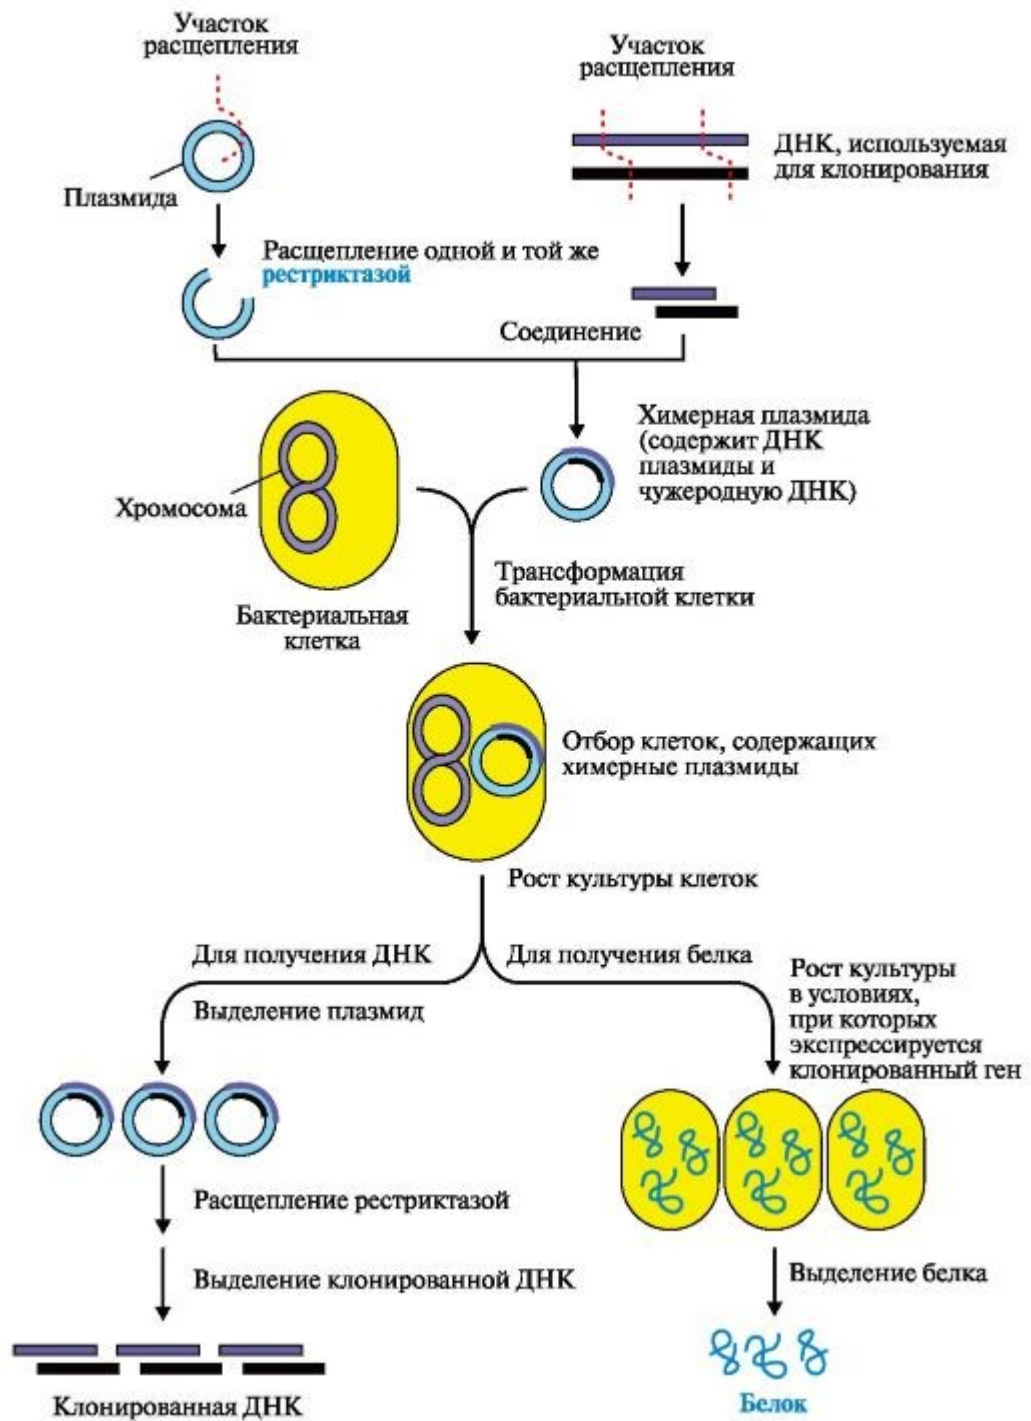 Участок
расщепления
Участок
расщепления
ДНК, используемая
для клонирования
Плазмида
Расщепление одной и той же
рестриктазой
Соединение
Химерная плазмида
(содержит ДНК
плазмиды и
чужеродную ДНК)
Хромосома
Трансформация
бактериальной клетки
Бактериальная
клетка
Отбор клеток, содержащих
химерные плазмиды
Рост культуры клеток
Для получения ДНК
Для получения белка
Выделение плазмид
Рост культуры
в условиях,
при которых
экспрессируется
клонированный ген
Расщепление рестриктазой
Выделение клонированной ДНК
Выделение белка
Клонированная ДНК
Белок